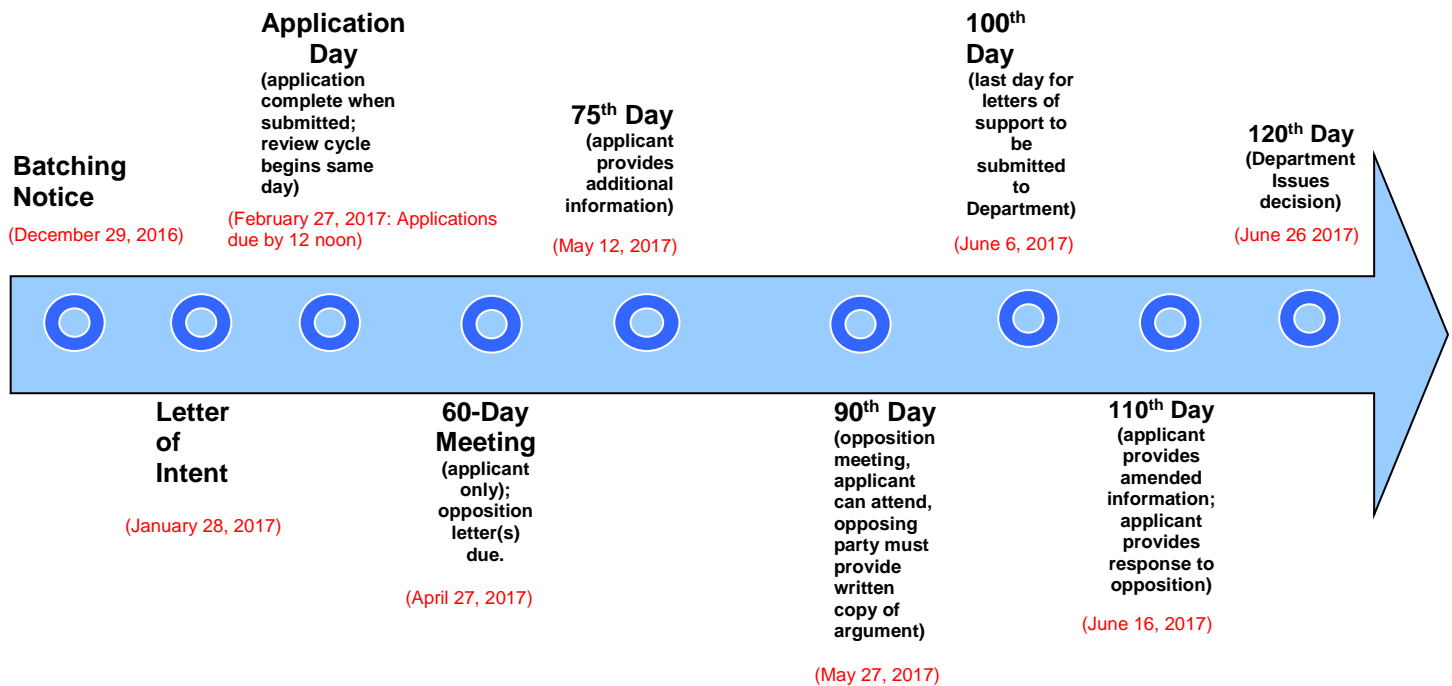 Batching
Notice
(December 29, 2016)
Letter
of
Intent
(January 28, 2017)
Application
Day
(application
complete when
submitted;
review cycle
begins same
day)
(February 27, 2017: Applications
due by 12 noon)
60-Day
Meeting
(applicant
only);
opposition
letter(s)
due.
(April 27, 2017)
75th Day
(applicant
provides
additional
information)
(May 12, 2017)
90th Day
(opposition
meeting,
applicant
can attend,
opposing
party must
provide
written
copy of
argument)
(May 27, 2017)
100th
Day
(last day for
letters of
support to
be
submitted
to
Department)
(June 6, 2017)
110th Day
(applicant
provides
amended
information;
applicant
provides
response to
opposition)
(June 16, 2017)
120th Day
(Department
Issues
decision)
(June 26 2017)